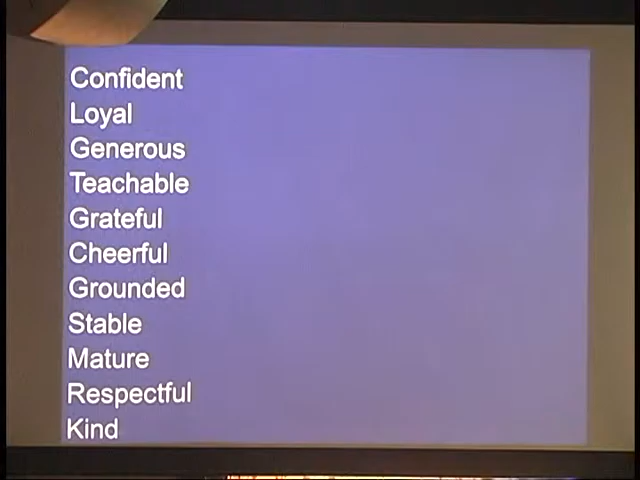 Confident
Loyal
Generous
Teachable
Grateful
Cheerful
Grounded
Stable
Mature
Respectful
Kind